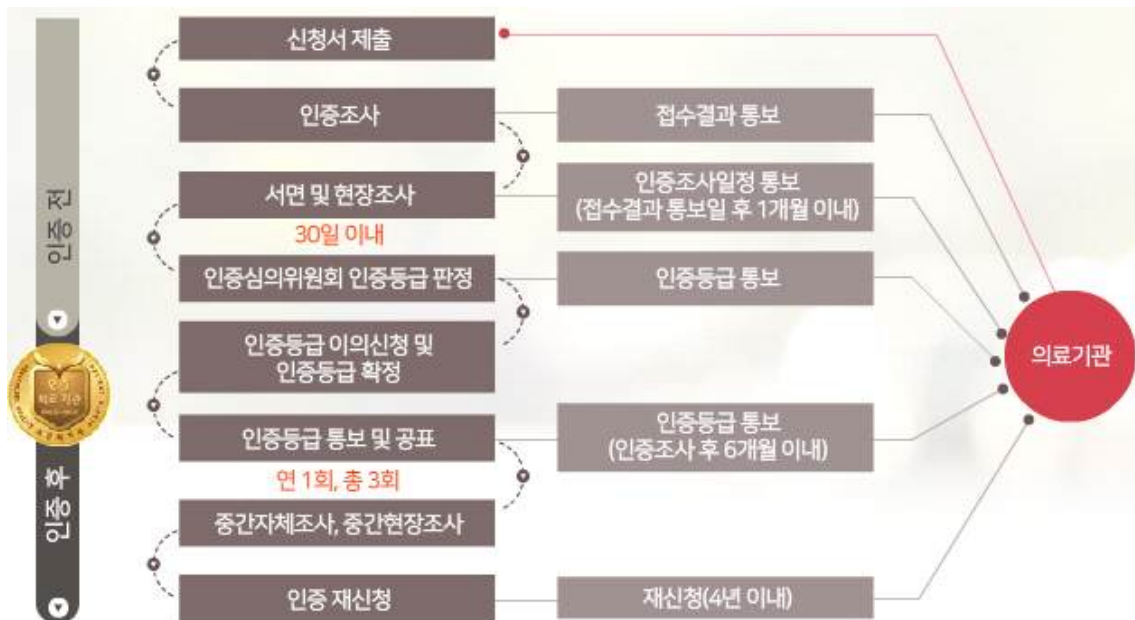 신청서 제출
인증조사
접수결과 통보
서면 및 현장조사
인증조사일정 통보
(접수결과 통보일 후 1개월 이내)
30일 이내
인증심의위원회 인증등급 판정
인증등급 통보
인증등급 이의신청 및
인증등급 확정
인증등급 통보 및 공표
인증등급 통보
(인증조사 후 6개월 이내)
연 1회, 총 3회
중간자체조사, 중간현장조사
인증 재신청
재신청(4년 이내)
의료기관
인증 전
인증
의료기관
인증 후